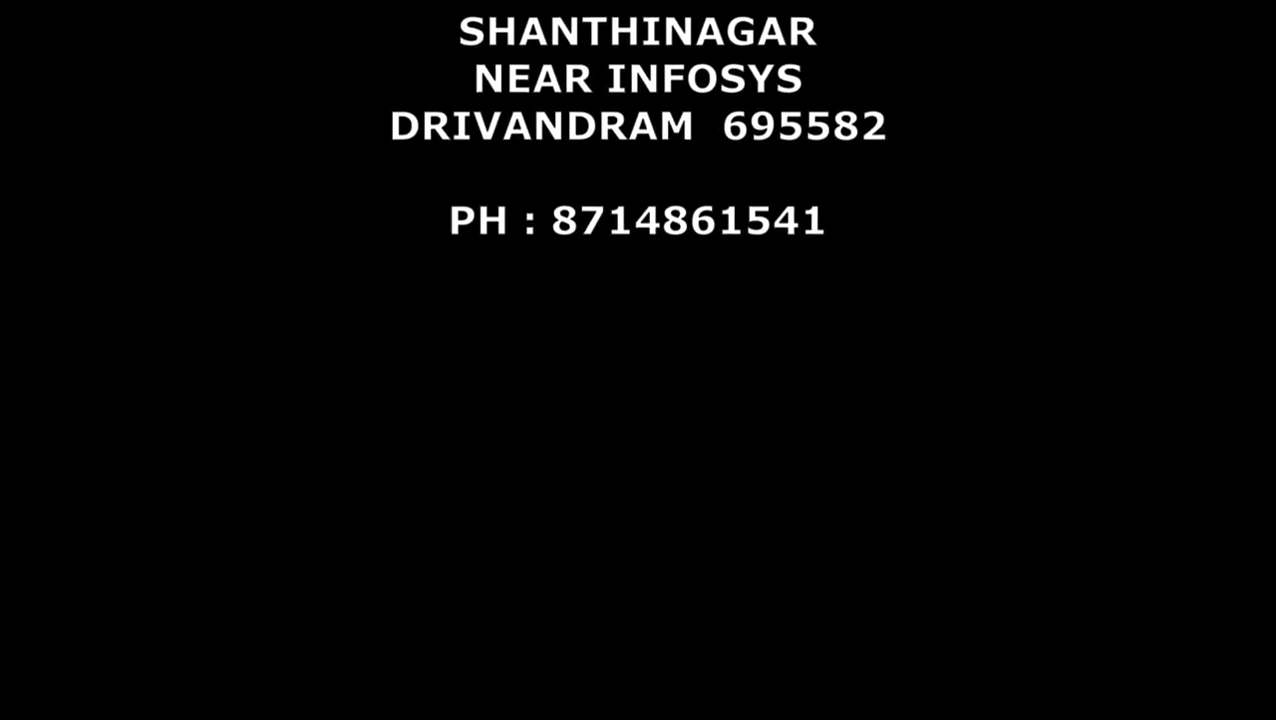 SHANTHINAGAR
NEAR INFOSYS
DRIVANDRAM  695582
PH : 8714861541